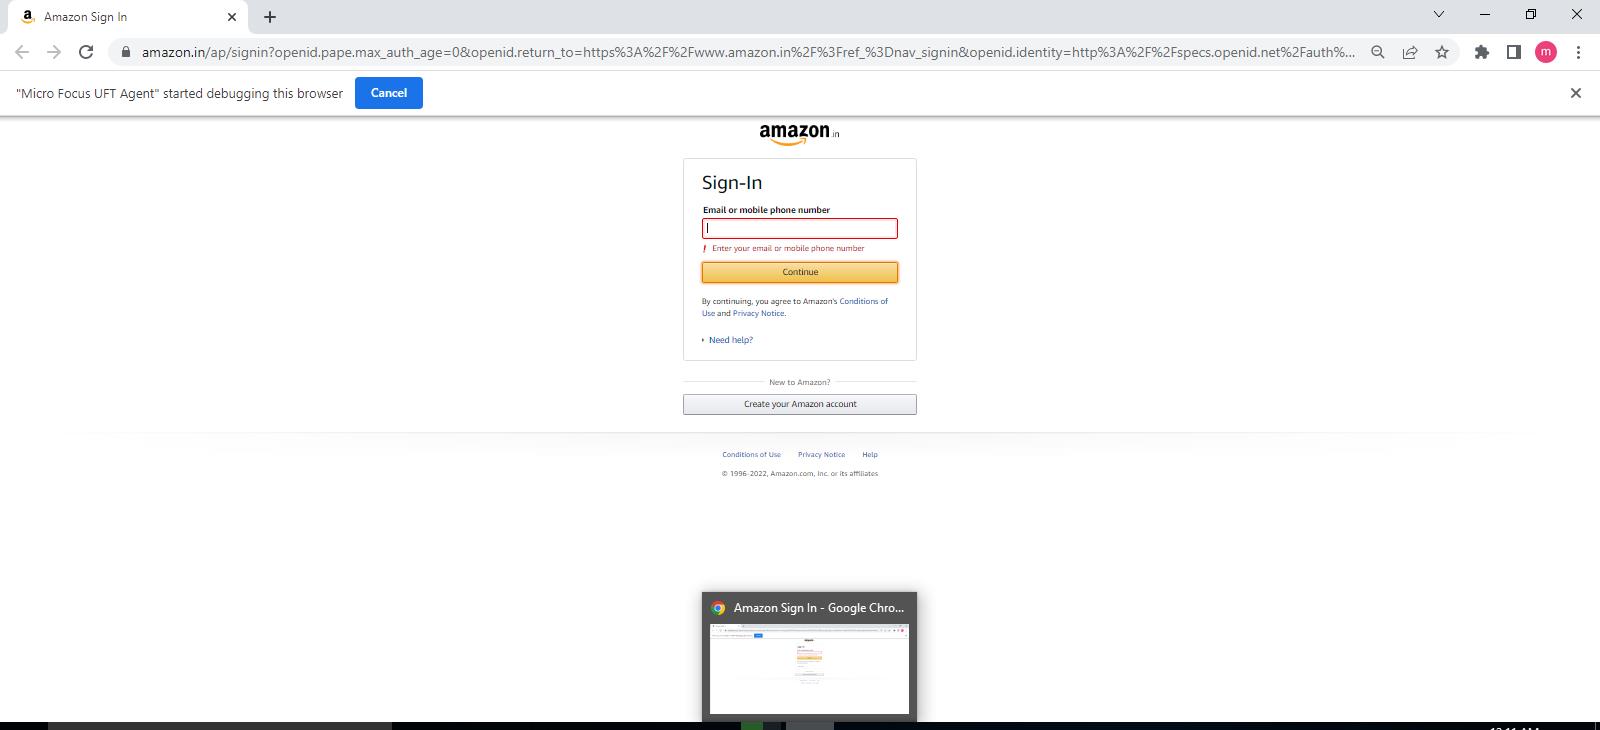 Amazon Sign In
amazon.in/ap/signin?openid.pape.max_auth_age=0&openid.return_to=https%3A%2F%2Fwww.amazon.in%2F%3Fref_%3Dnav_signin&openid.identity=http%3A%2F%2Fspecs.openid.net%2Fauth%...
m
"Micro Focus UFT Agent" started debugging this browser
Cancel
amazon.in
Sign-In
Email or mobile phone number
! Enter your email or mobile phone number
Continue
By continuing, you agree to Amazon's Conditions of
Use and Privacy Notice.
Need help?
New to Amazon?
Create your Amazon account
Conditions of Use Privacy Notice Help
© 1996-2022, Amazon.com, Inc. or its affiliates
Amazon Sign In - Google Chro...